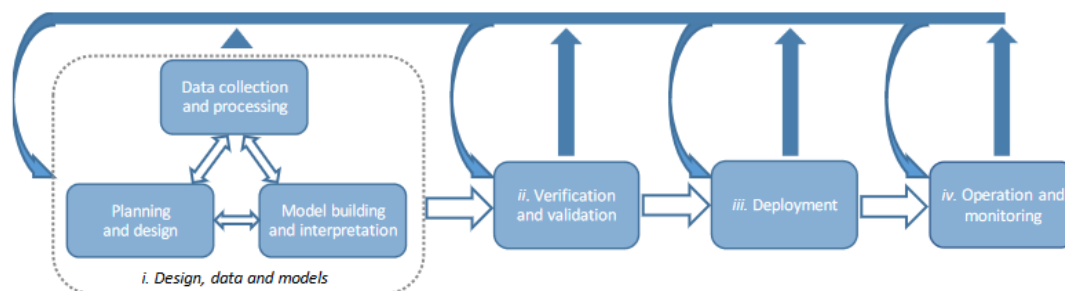 Data collection
and processing
Planning
and design
Model building
and interpretation
i. Design, data and models
ii. Verification
and validation
iii. Deployment
iv. Operation and
monitoring